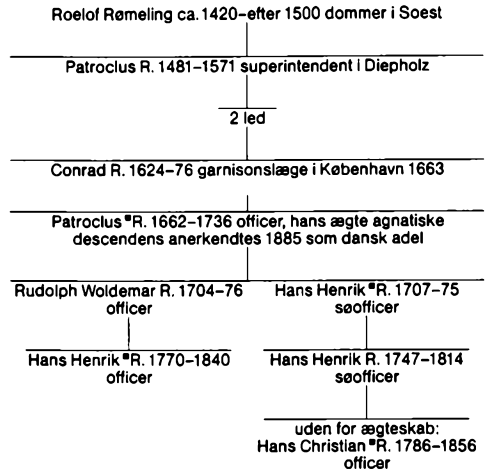 Roelof Rømeling ca. 1420–efter 1500 dommer i Soest
Patroclus R. 1481–1571 superintendent i Diepholz
2 led
Conrad R. 1624–76 garnisonslæge i København 1663
Patroclus ■R. 1662–1736 officer, hans ægte agnatiske
descendens anerkendtes 1885 som dansk adel
Rudolph Woldemar R. 1704–76
officer
Hans Henrik ■R. 1707–75
søofficer
Hans Henrik ■R. 1770–1840
officer
Hans Henrik R. 1747–1814
søofficer
uden for ægteskab:
Hans Christian ■R. 1786–1856
officer